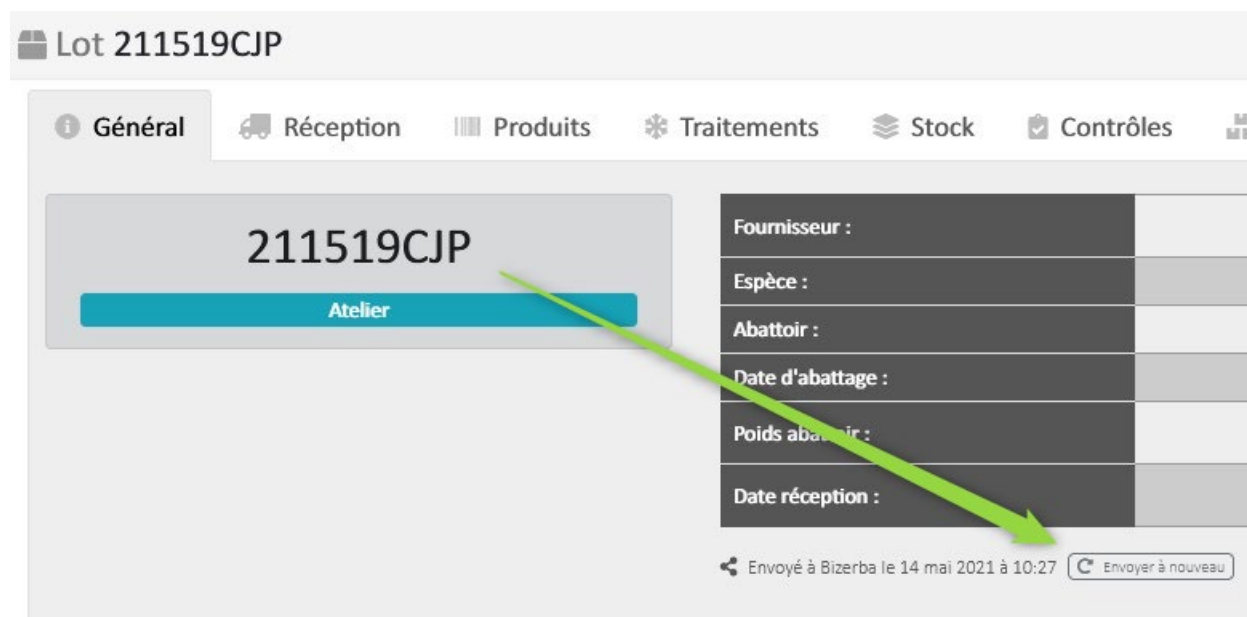 Lot 211519CJP
Général Réception Produits Traitements Stock Contrôles
211519CJP
Atelier
Fournisseur :
Espèce :
Abattoir :
Date d'abattage :
Poids abattoir :
Date réception :
Envoyé à Bizerba le 14 mai 2021 à 10:27 Envoyer à nouveau